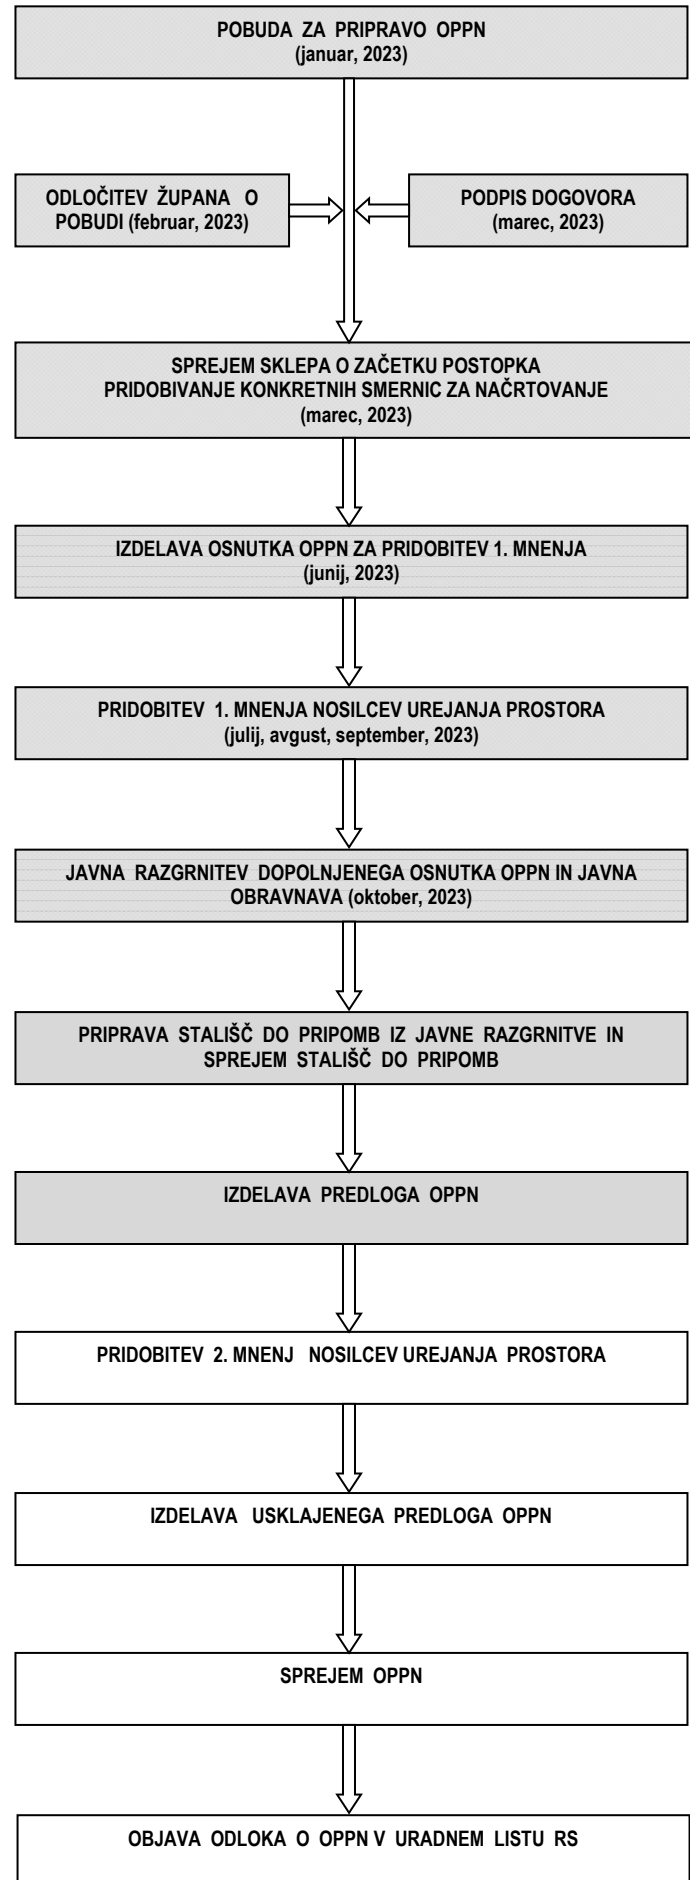 POBUDA ZA PRIPRAVO OPPN
(januar, 2023)
ODLOČITEV ŽUPANA O
POBUDI (februar, 2023)
PODPIS DOGOVORA
(marec, 2023)
SPREJEM SKLEPA O ZAČETKU POSTOPKA
PRIDOBIVANJE KONKRETNIH SMERNIC ZA NAČRTOVANJE
(marec, 2023)
IZDELAVA OSNUTKA OPPN ZA PRIDOBITEV 1. MNENJA
(junij, 2023)
PRIDOBITEV 1. MNENJA NOSILCEV UREJANJA PROSTORA
(julij, avgust, september, 2023)
JAVNA RAZGRNITEV DOPOLNJENEGA OSNUTKA OPPN IN JAVNA
OBRAVNAVA (oktober, 2023)
PRIPRAVA STALIŠČ DO PRIPOMB IZ JAVNE RAZGRNITVE IN
SPREJEM STALIŠČ DO PRIPOMB
IZDELAVA PREDLOGA OPPN
PRIDOBITEV 2. MNENJ NOSILCEV UREJANJA PROSTORA
IZDELAVA USKLAJENEGA PREDLOGA OPPN
SPREJEM OPPN
OBJAVA ODLOKA O OPPN V URADNEM LISTU RS